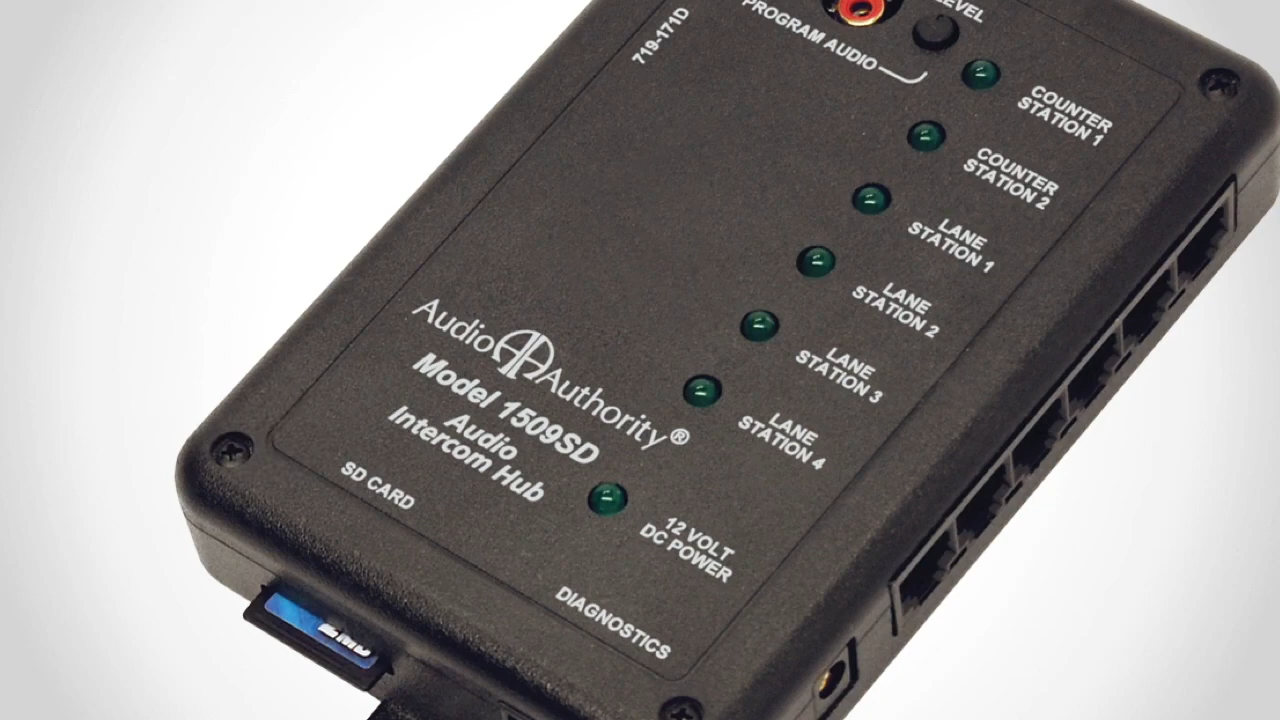 LEVEL
PROGRAM AUDIO
719-171D
COUNTER
STATION 1
COUNTER
STATION 2
LANE
STATION 1
LANE
STATION 2
LANE
STATION 3
LANE
STATION 4
Audio Authority®
Model 1509SD
Audio
Intercom Hub
SD CARD
12 VOLT
DC POWER
DIAGNOSTICS